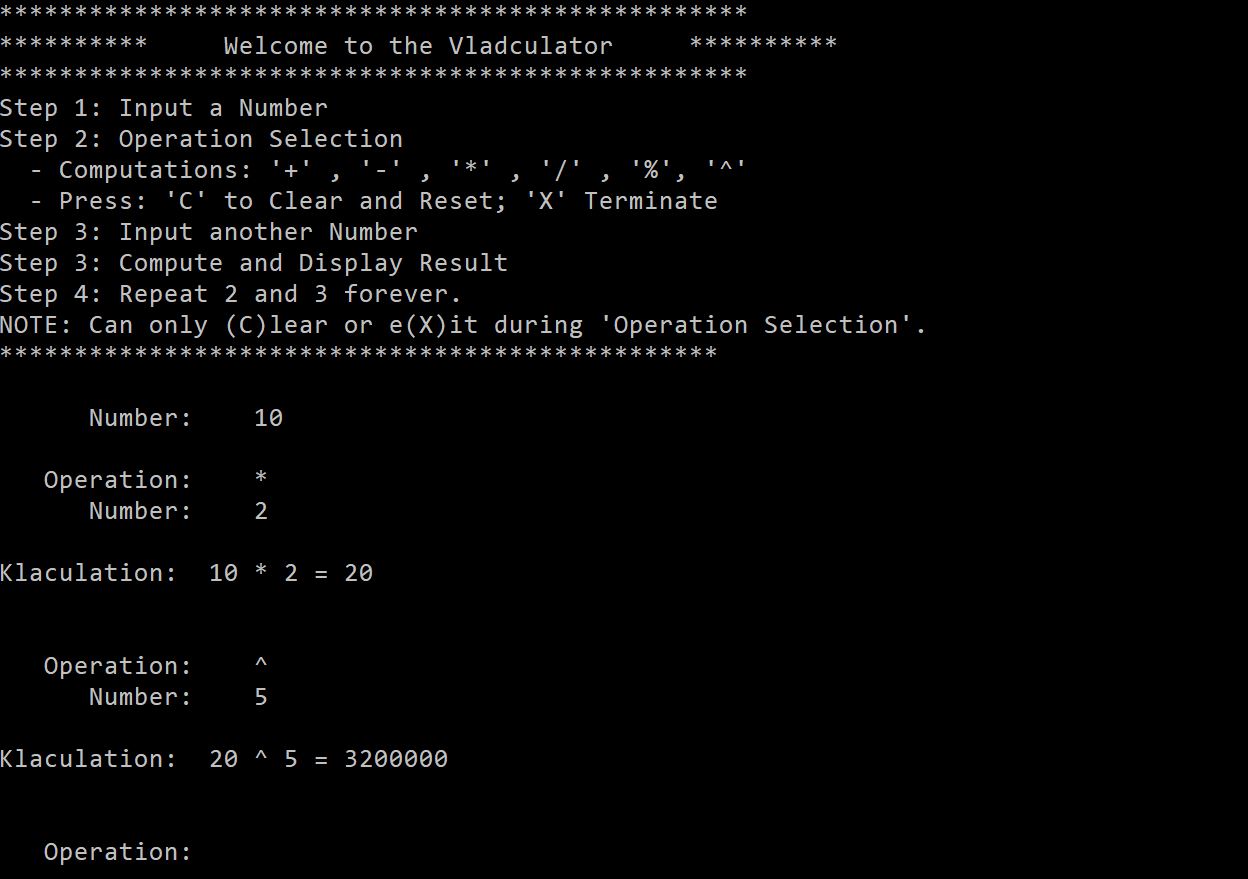 **************************************************
**********     Welcome to the Vladculator     **********
**************************************************
Step 1: Input a Number
Step 2: Operation Selection
  - Computations: '+' , '-' , '*' , '/' , '%', '^'
  - Press: 'C' to Clear and Reset; 'X' Terminate
Step 3: Input another Number
Step 3: Compute and Display Result
Step 4: Repeat 2 and 3 forever.
NOTE: Can only (C)lear or e(X)it during 'Operation Selection'.
************************************************
      Number:    10
   Operation:    *
      Number:    2
Klaculation:  10 * 2 = 20
   Operation:    ^
      Number:    5
Klaculation:  20 ^ 5 = 3200000
   Operation: